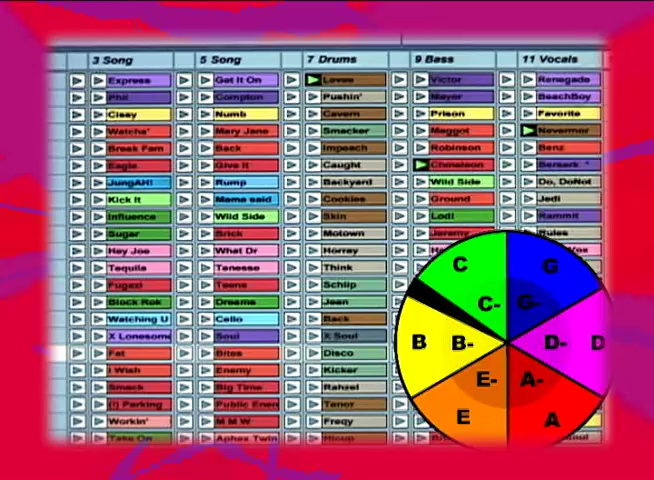 3 Song 5 Song 7 Drums 9 Bass 11 Vocals
Express Get It On Levee Victor Renegade
Phil Compton Pushin' Mayer BeachBoy
Cissy Numb Cavern Prison Favorite
Watcha' Mary Jane Smacker Maggot Nevermor
Break Fam Back Impeach Robinson Benz
Eagle Give It Caught Chmeleon Berserk *
JungAH! Rump Backyard Wild Side Do, DoNot
Kick It Mama said Cookies Ground Jedi
Influence Wild Side Skin Lodi Rammit
Sugar Brick Motown Jeremy Rules
Hey Joe What Dr Horrey
Tequila Tenesse Think
Fugazi Teens Schlip
Block Rok Dreams Jean
Watching U Cello Back
X Lonesome Soul X Soul
Fat Bites Disco
I Wish Enemy Kicker
Smack Big Time Rahzel
(!) Parking Public Enem Tenor
Workin' M M W Freqy
Take On Aphex Twin Hicup
C G
C- G-
B B- D- D
E- A-
E A